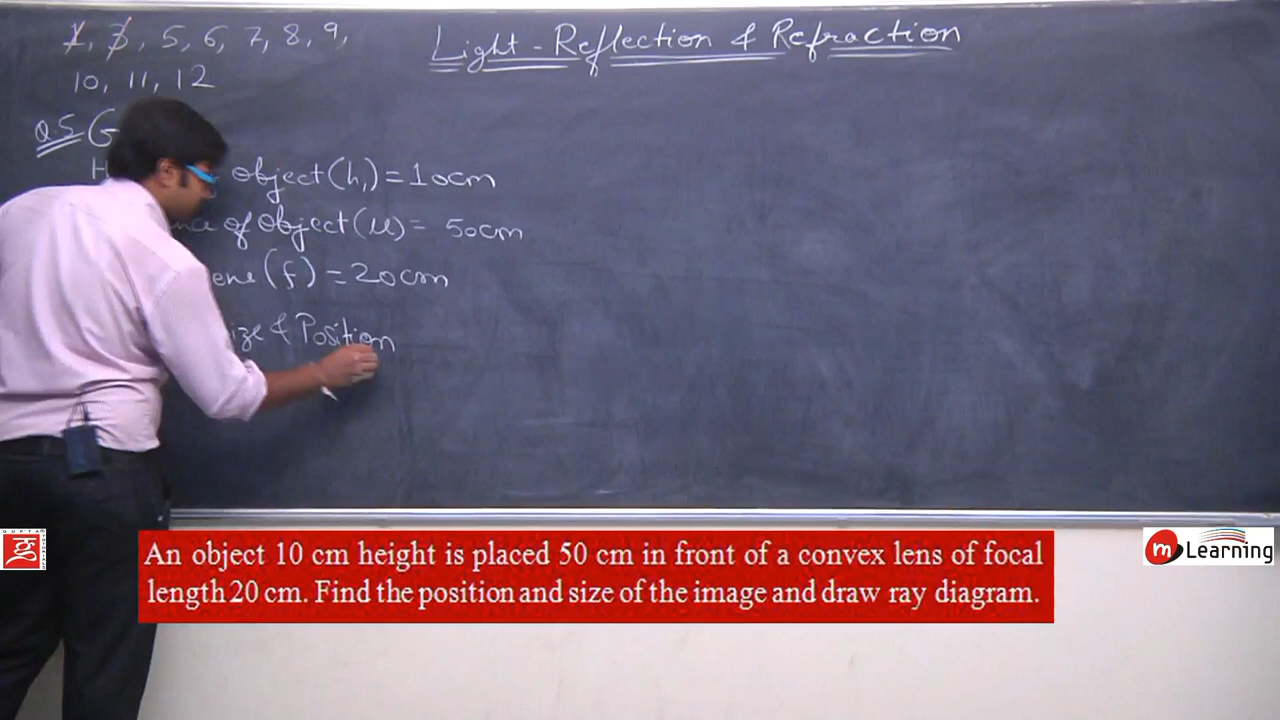 1, 3, 5, 6, 7, 8, 9,
10, 11, 12
Light - Reflection & Refraction
Q.5 G
H object (h₁) = 10cm
of object (u) = 50cm
(f) = 20cm
& Position
An object 10 cm height is placed 50 cm in front of a convex lens of focal
length 20 cm. Find the position and size of the image and draw ray diagram.
GUPTA
m Learning